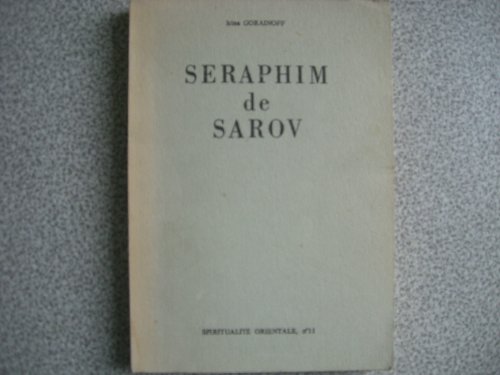 Irina GORAINOFF
SERAPHIM
de
SAROV
SPIRITUALITE ORIENTALE, n°11